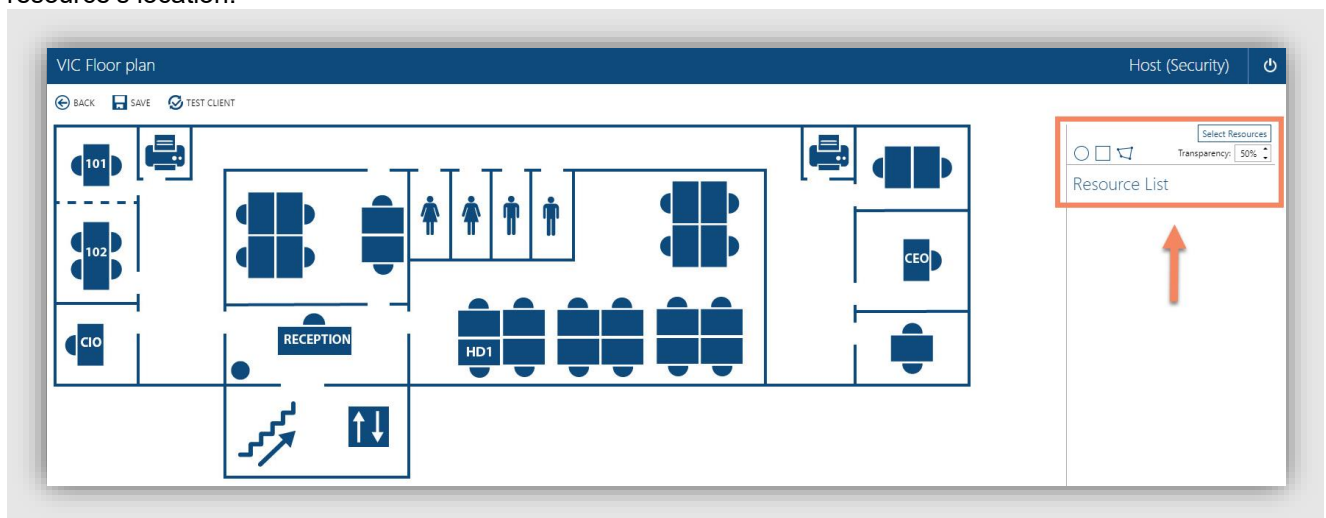 resource's location.
VIC Floor plan
Host (Security)
BACK SAVE TEST CLIENT
Select Resources
Transparency: 50%
Resource List
101
102
CEO
CIO
RECEPTION
HD1